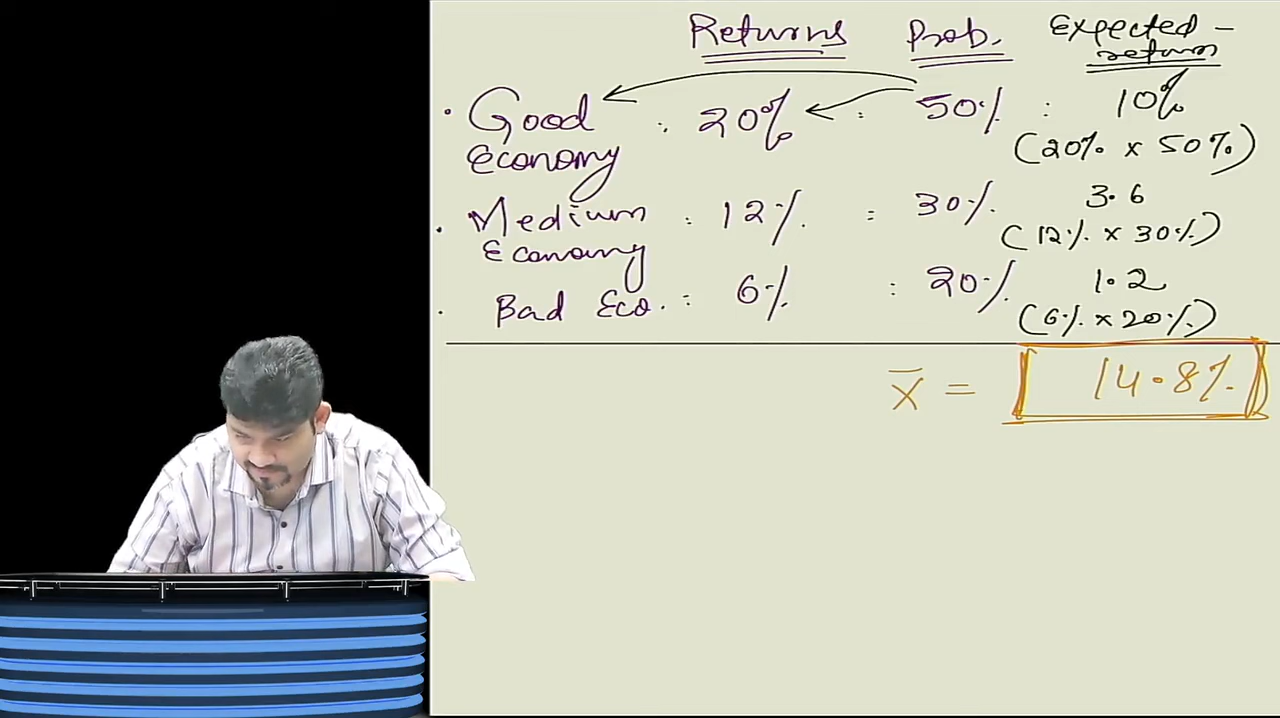 Returns Prob. Expected - return
· Good Economy : 20% : 50% : 10%
(20% x 50%)
· Medium Economy : 12% : 30% 3.6
(12% x 30%)
· Bad Eco. : 6% : 20% 1.2
(6% x 20%)
x̄ = 14.8%